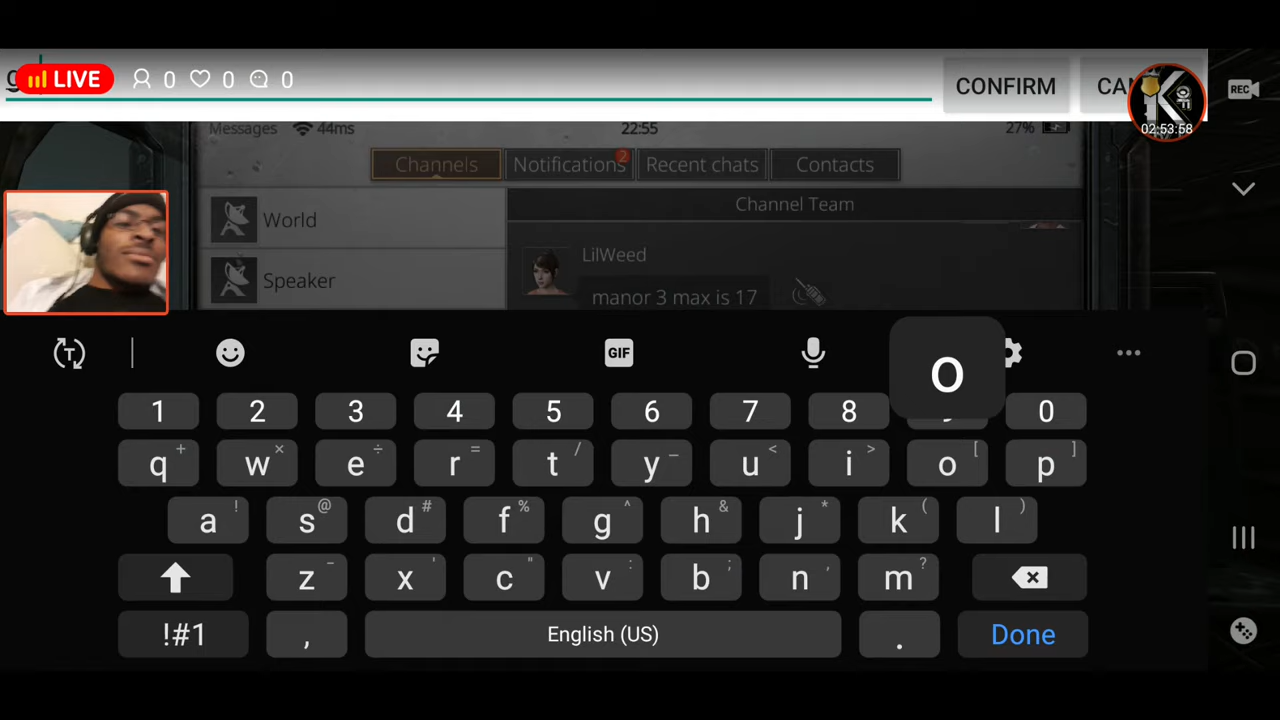 LIVE 0 0 0
CONFIRM
REC
02:53:58
Messages 44ms 22:55 27%
Channels Notifications 2 Recent chats Contacts
World
Speaker
Channel Team
LilWeed
manor 3 max is 17
GIF
o
1 2 3 4 5 6 7 8 0
q + w × e ÷ r = t / y _ u < i > o [ p ]
a ! s @ d # f % g ^ h & j * k ( l )
z - x ' c " v : b ; n , m ?
!#1 , English (US) . Done